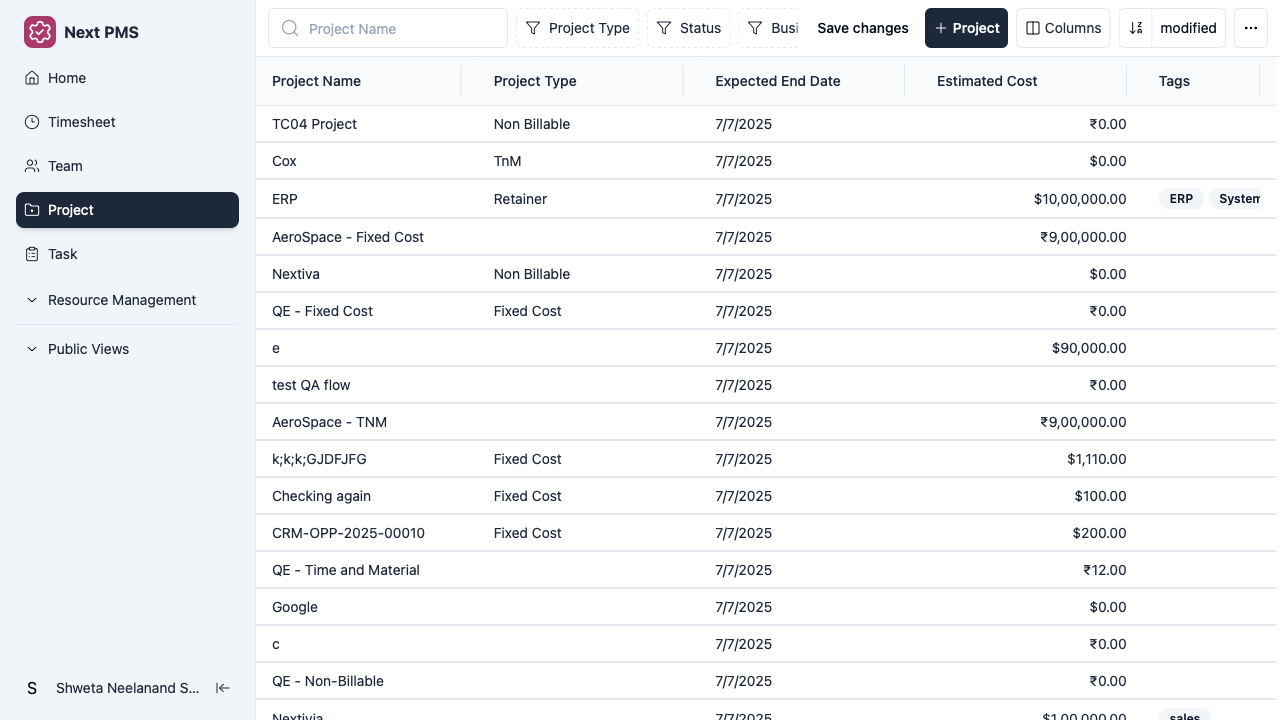 Next PMS
Home
Timesheet
Team
Project
Task
Resource Management
Public Views
S Shweta Neelanand S...
Project Name Project Type Status Busi Save changes + Project Columns modified ...
Project Name Project Type Expected End Date Estimated Cost Tags
TC04 Project Non Billable 7/7/2025 ₹0.00
Cox TnM 7/7/2025 $0.00
ERP Retainer 7/7/2025 $10,00,000.00 ERP System
AeroSpace - Fixed Cost 7/7/2025 ₹9,00,000.00
Nextiva Non Billable 7/7/2025 $0.00
QE - Fixed Cost Fixed Cost 7/7/2025 ₹0.00
e 7/7/2025 $90,000.00
test QA flow 7/7/2025 ₹0.00
AeroSpace - TNM 7/7/2025 ₹9,00,000.00
k;k;k;GJDFJFG Fixed Cost 7/7/2025 $1,110.00
Checking again Fixed Cost 7/7/2025 $100.00
CRM-OPP-2025-00010 Fixed Cost 7/7/2025 $200.00
QE - Time and Material 7/7/2025 ₹12.00
Google 7/7/2025 $0.00
c 7/7/2025 ₹0.00
QE - Non-Billable 7/7/2025 ₹0.00
Nextivia 7/7/2025 $1,00,000.00 sales